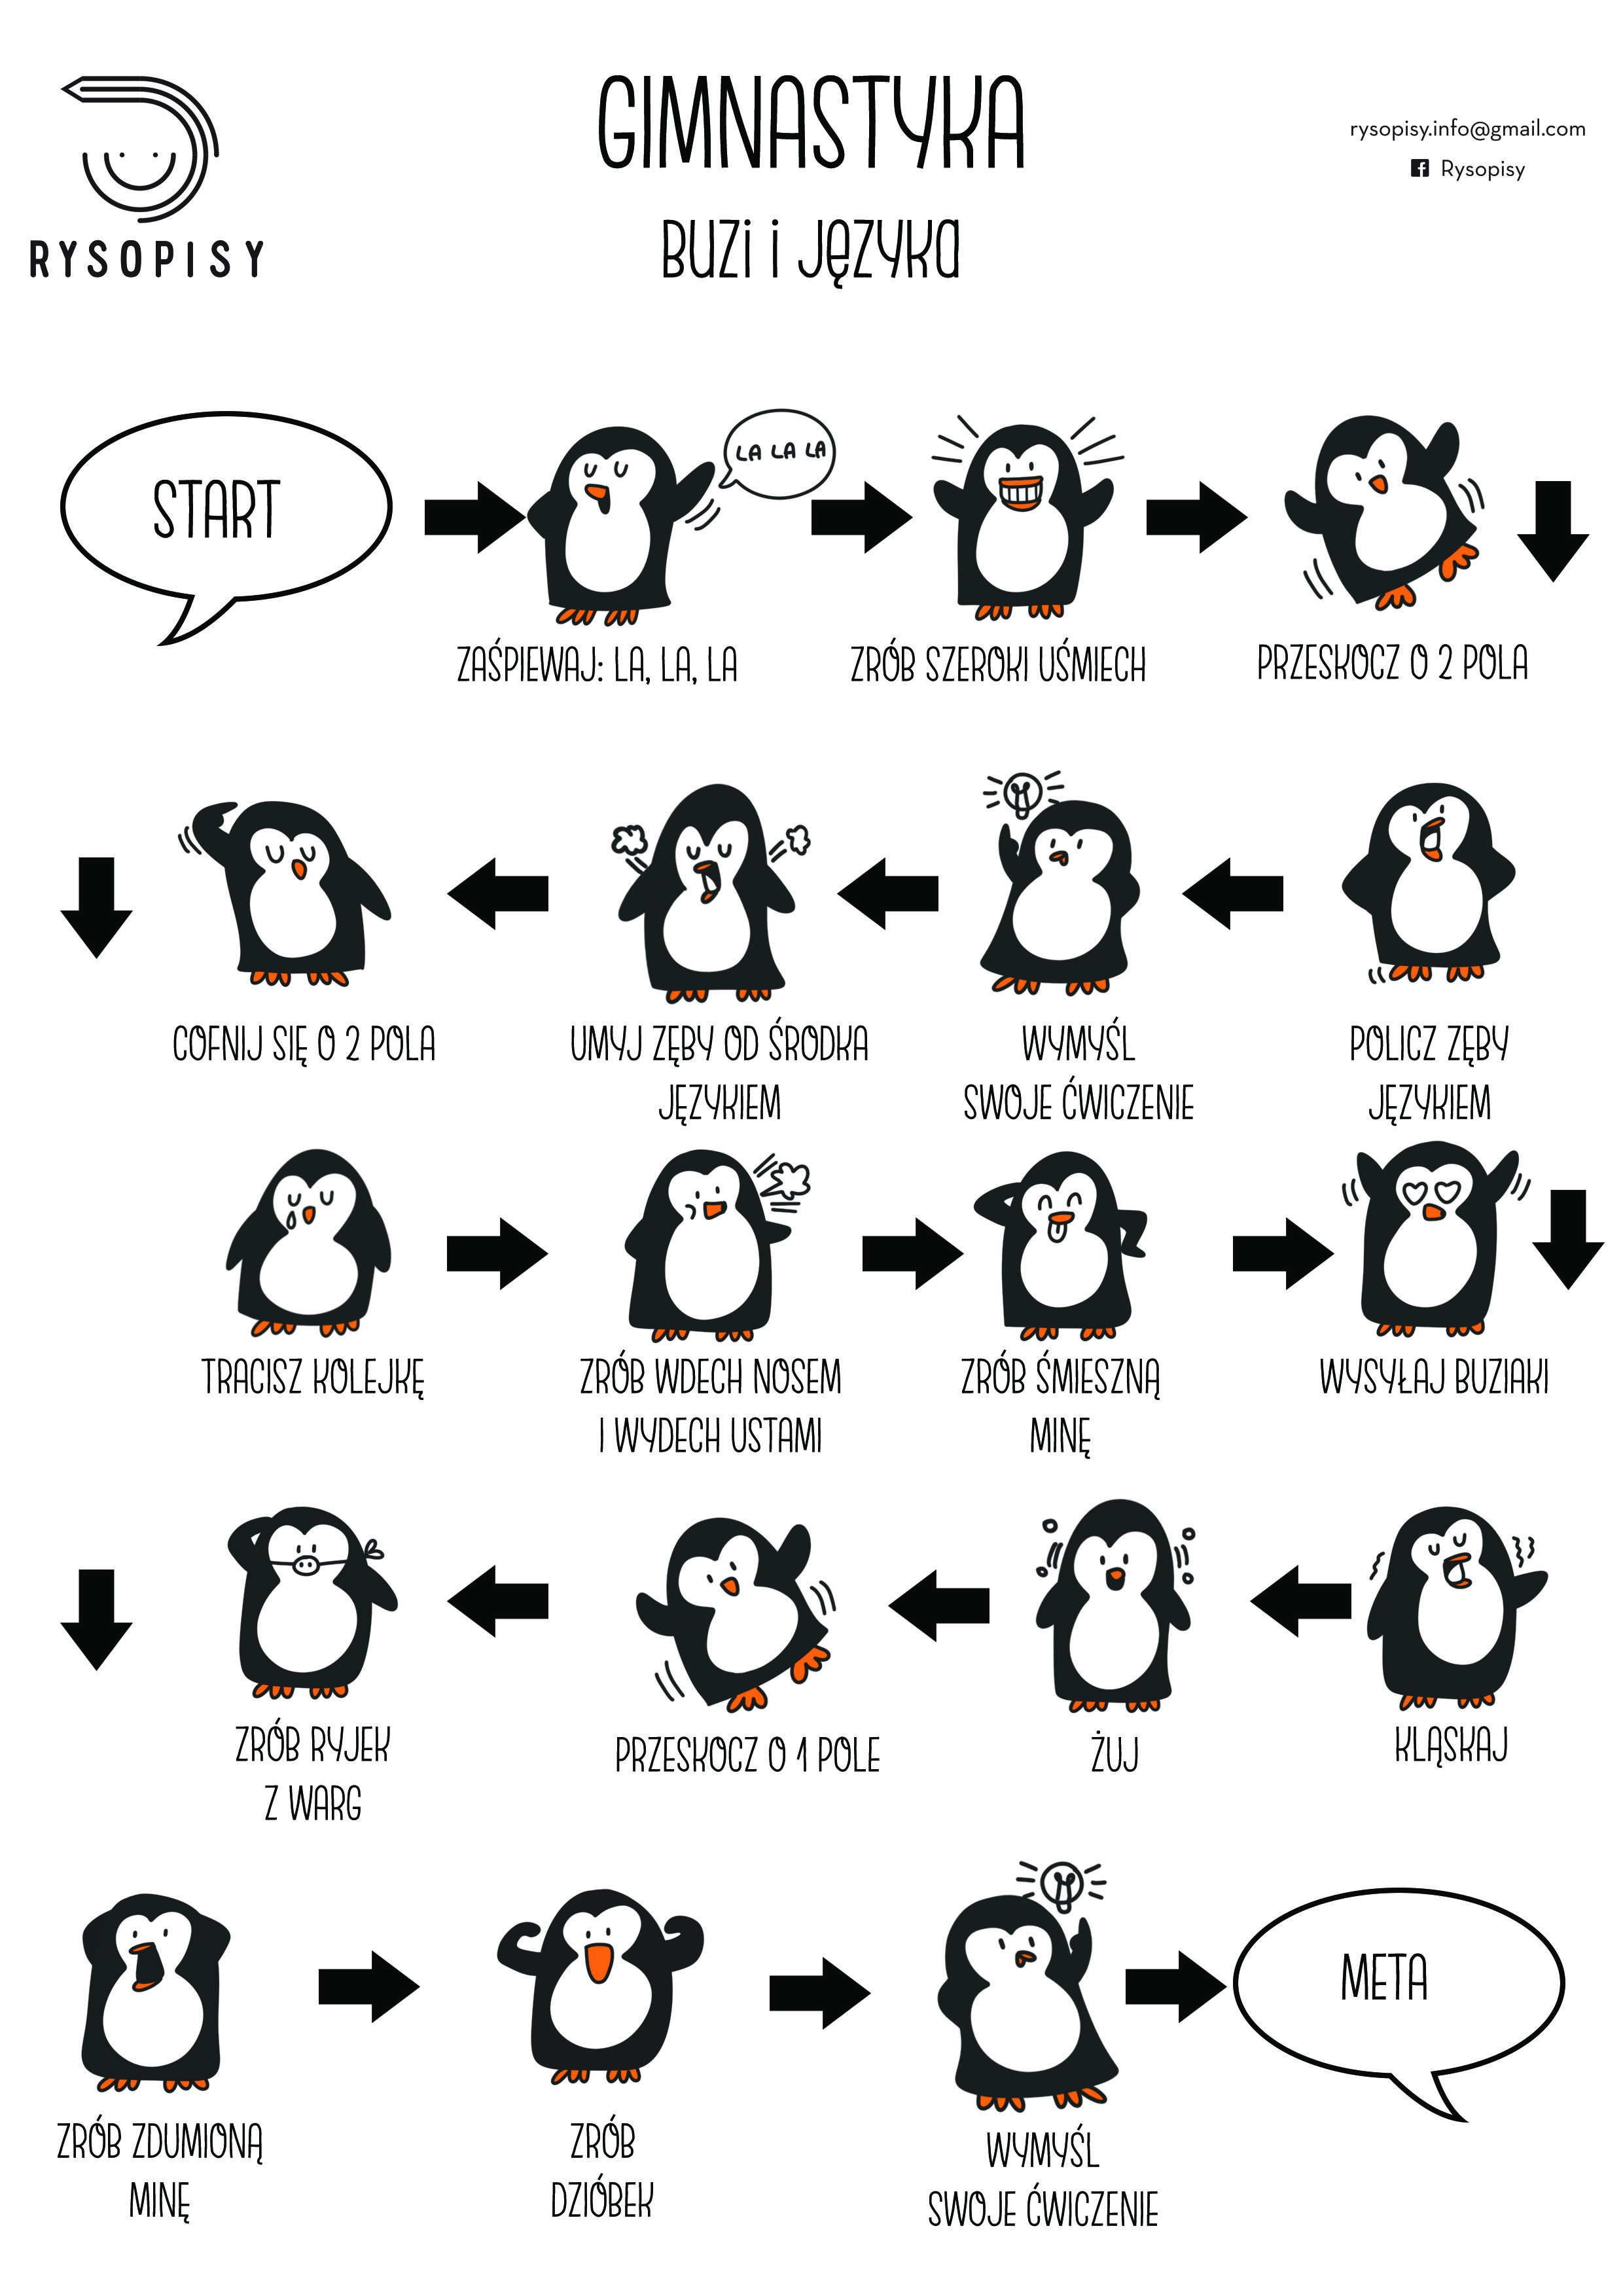 RYSOPISY
GIMNASTYKA
BUZI I JĘZYKA
rysopisy.info@gmail.com
Rysopisy
START
LA LA LA
ZAŚPIEWAJ: LA, LA, LA
ZRÓB SZEROKI UŚMIECH
PRZESKOCZ O 2 POLA
POLICZ ZĘBY
JĘZYKIEM
WYMYŚL
SWOJE ĆWICZENIE
UMYJ ZĘBY OD ŚRODKA
JĘZYKIEM
COFNIJ SIĘ O 2 POLA
TRACISZ KOLEJKĘ
ZRÓB WDECH NOSEM
I WYDECH USTAMI
ZRÓB ŚMIESZNĄ
MINĘ
WYSYŁAJ BUZIAKI
KLĄSKAJ
ŻUJ
PRZESKOCZ O 1 POLE
ZRÓB RYJEK
Z WARG
ZRÓB ZDUMIONĄ
MINĘ
ZRÓB
DZIÓBEK
WYMYŚL
SWOJE ĆWICZENIE
META